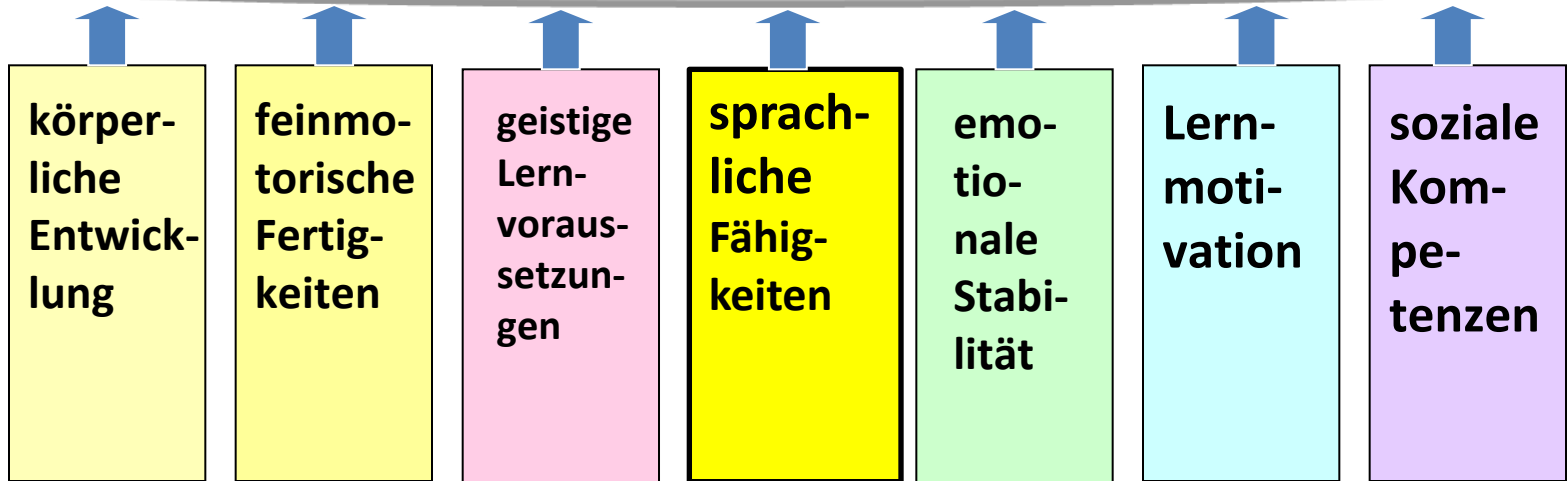 körper-
liche
Entwick-
lung
feinmo-
torische
Fertig-
keiten
geistige
Lern-
voraus-
setzun-
gen
sprach-
liche
Fähig-
keiten
emo-
tio-
nale
Stabi-
lität
Lern-
moti-
vation
soziale
Kom-
pe-
tenzen